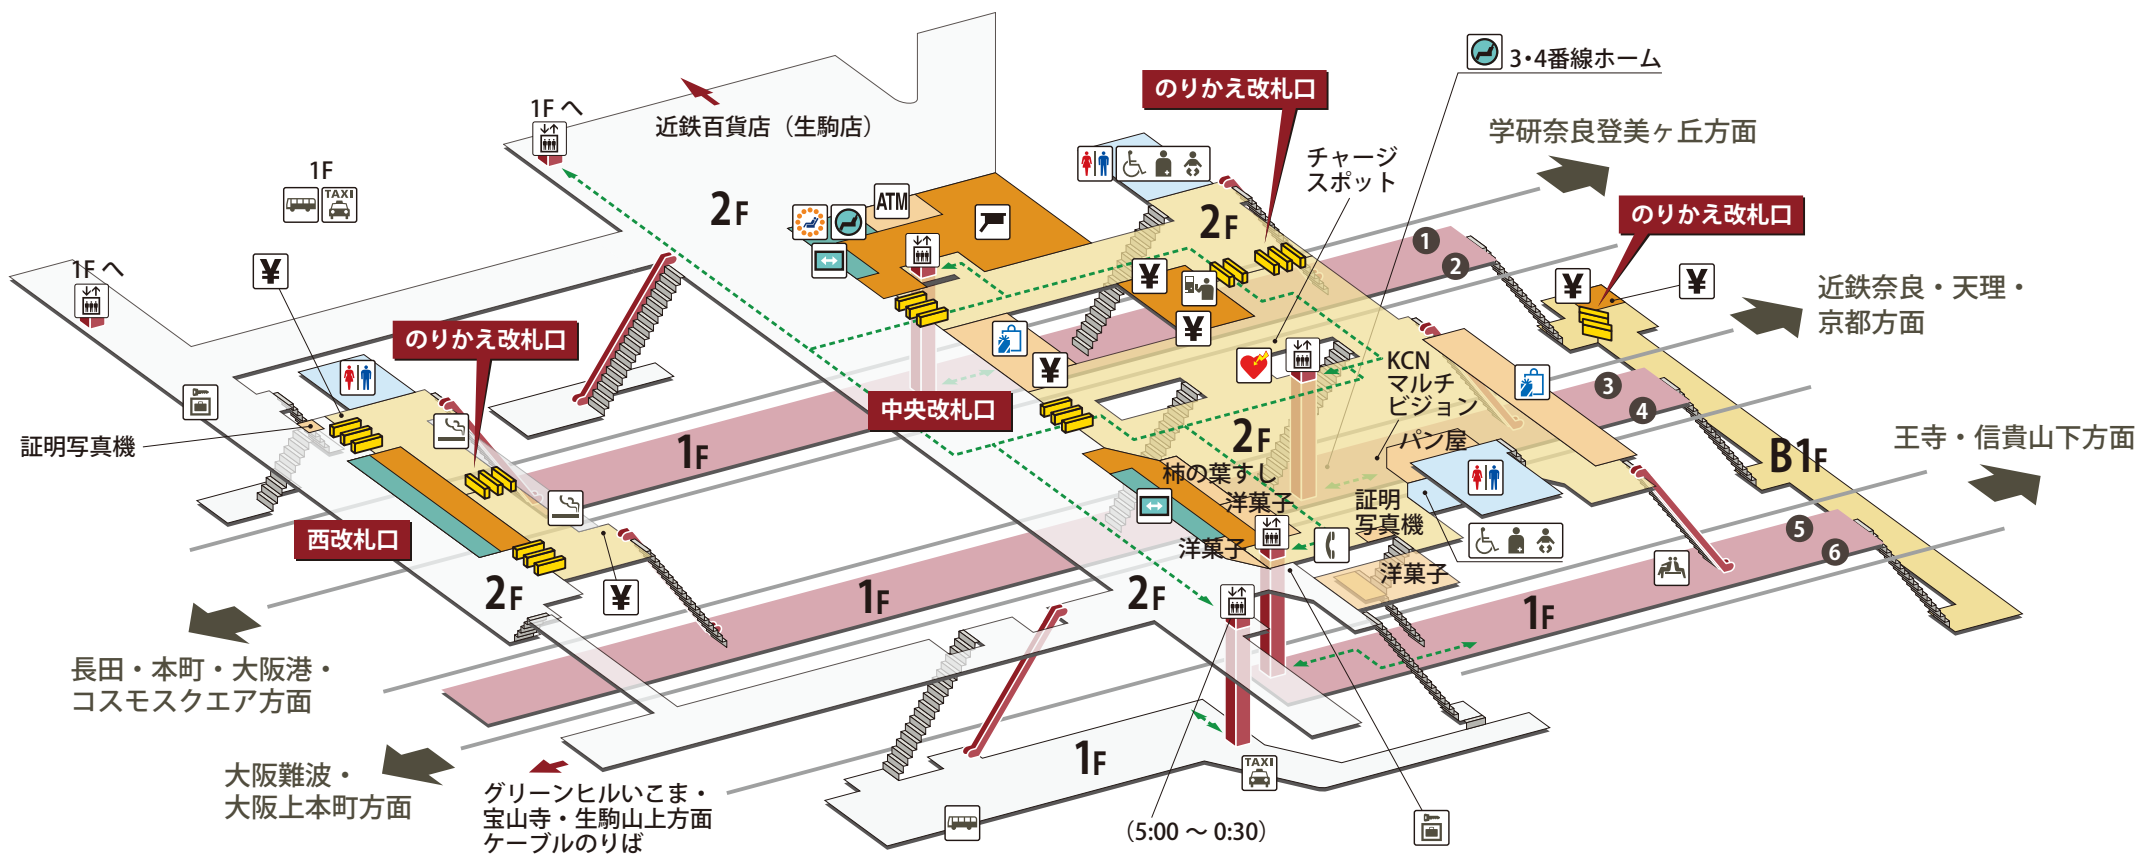 3・4番線ホーム
のりかえ改札口
1F へ
近鉄百貨店（生駒店）
学研奈良登美ヶ丘方面
チャージ
スポット
1F
TAXI
2F
ATM
2F
のりかえ改札口
1
2
1F へ
¥
¥
¥
¥
近鉄奈良・天理・
京都方面
のりかえ改札口
¥
¥
KCN
マルチ
ビジョン
3
4
中央改札口
証明写真機
1F
2F
パン屋
王寺・信貴山下方面
B1F
柿の葉すし
洋菓子
証明
写真機
西改札口
洋菓子
5
6
洋菓子
2F
¥
1F
2F
1F
長田・本町・大阪港・
コスモスクエア方面
大阪難波・
大阪上本町方面
グリーンヒルいこま・
宝山寺・生駒山上方面
ケーブルのりば
1F
TAXI
（5:00 ～ 0:30）